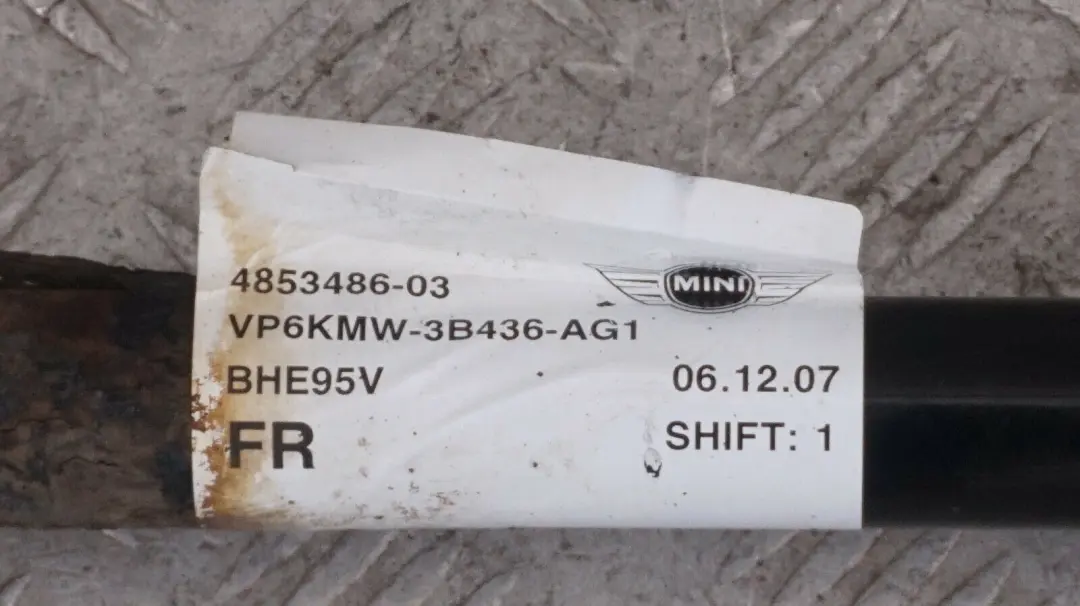 4853486-03
MINI
VP6KMW-3B436-AG1
BHE95V
06.12.07
FR
SHIFT: 1